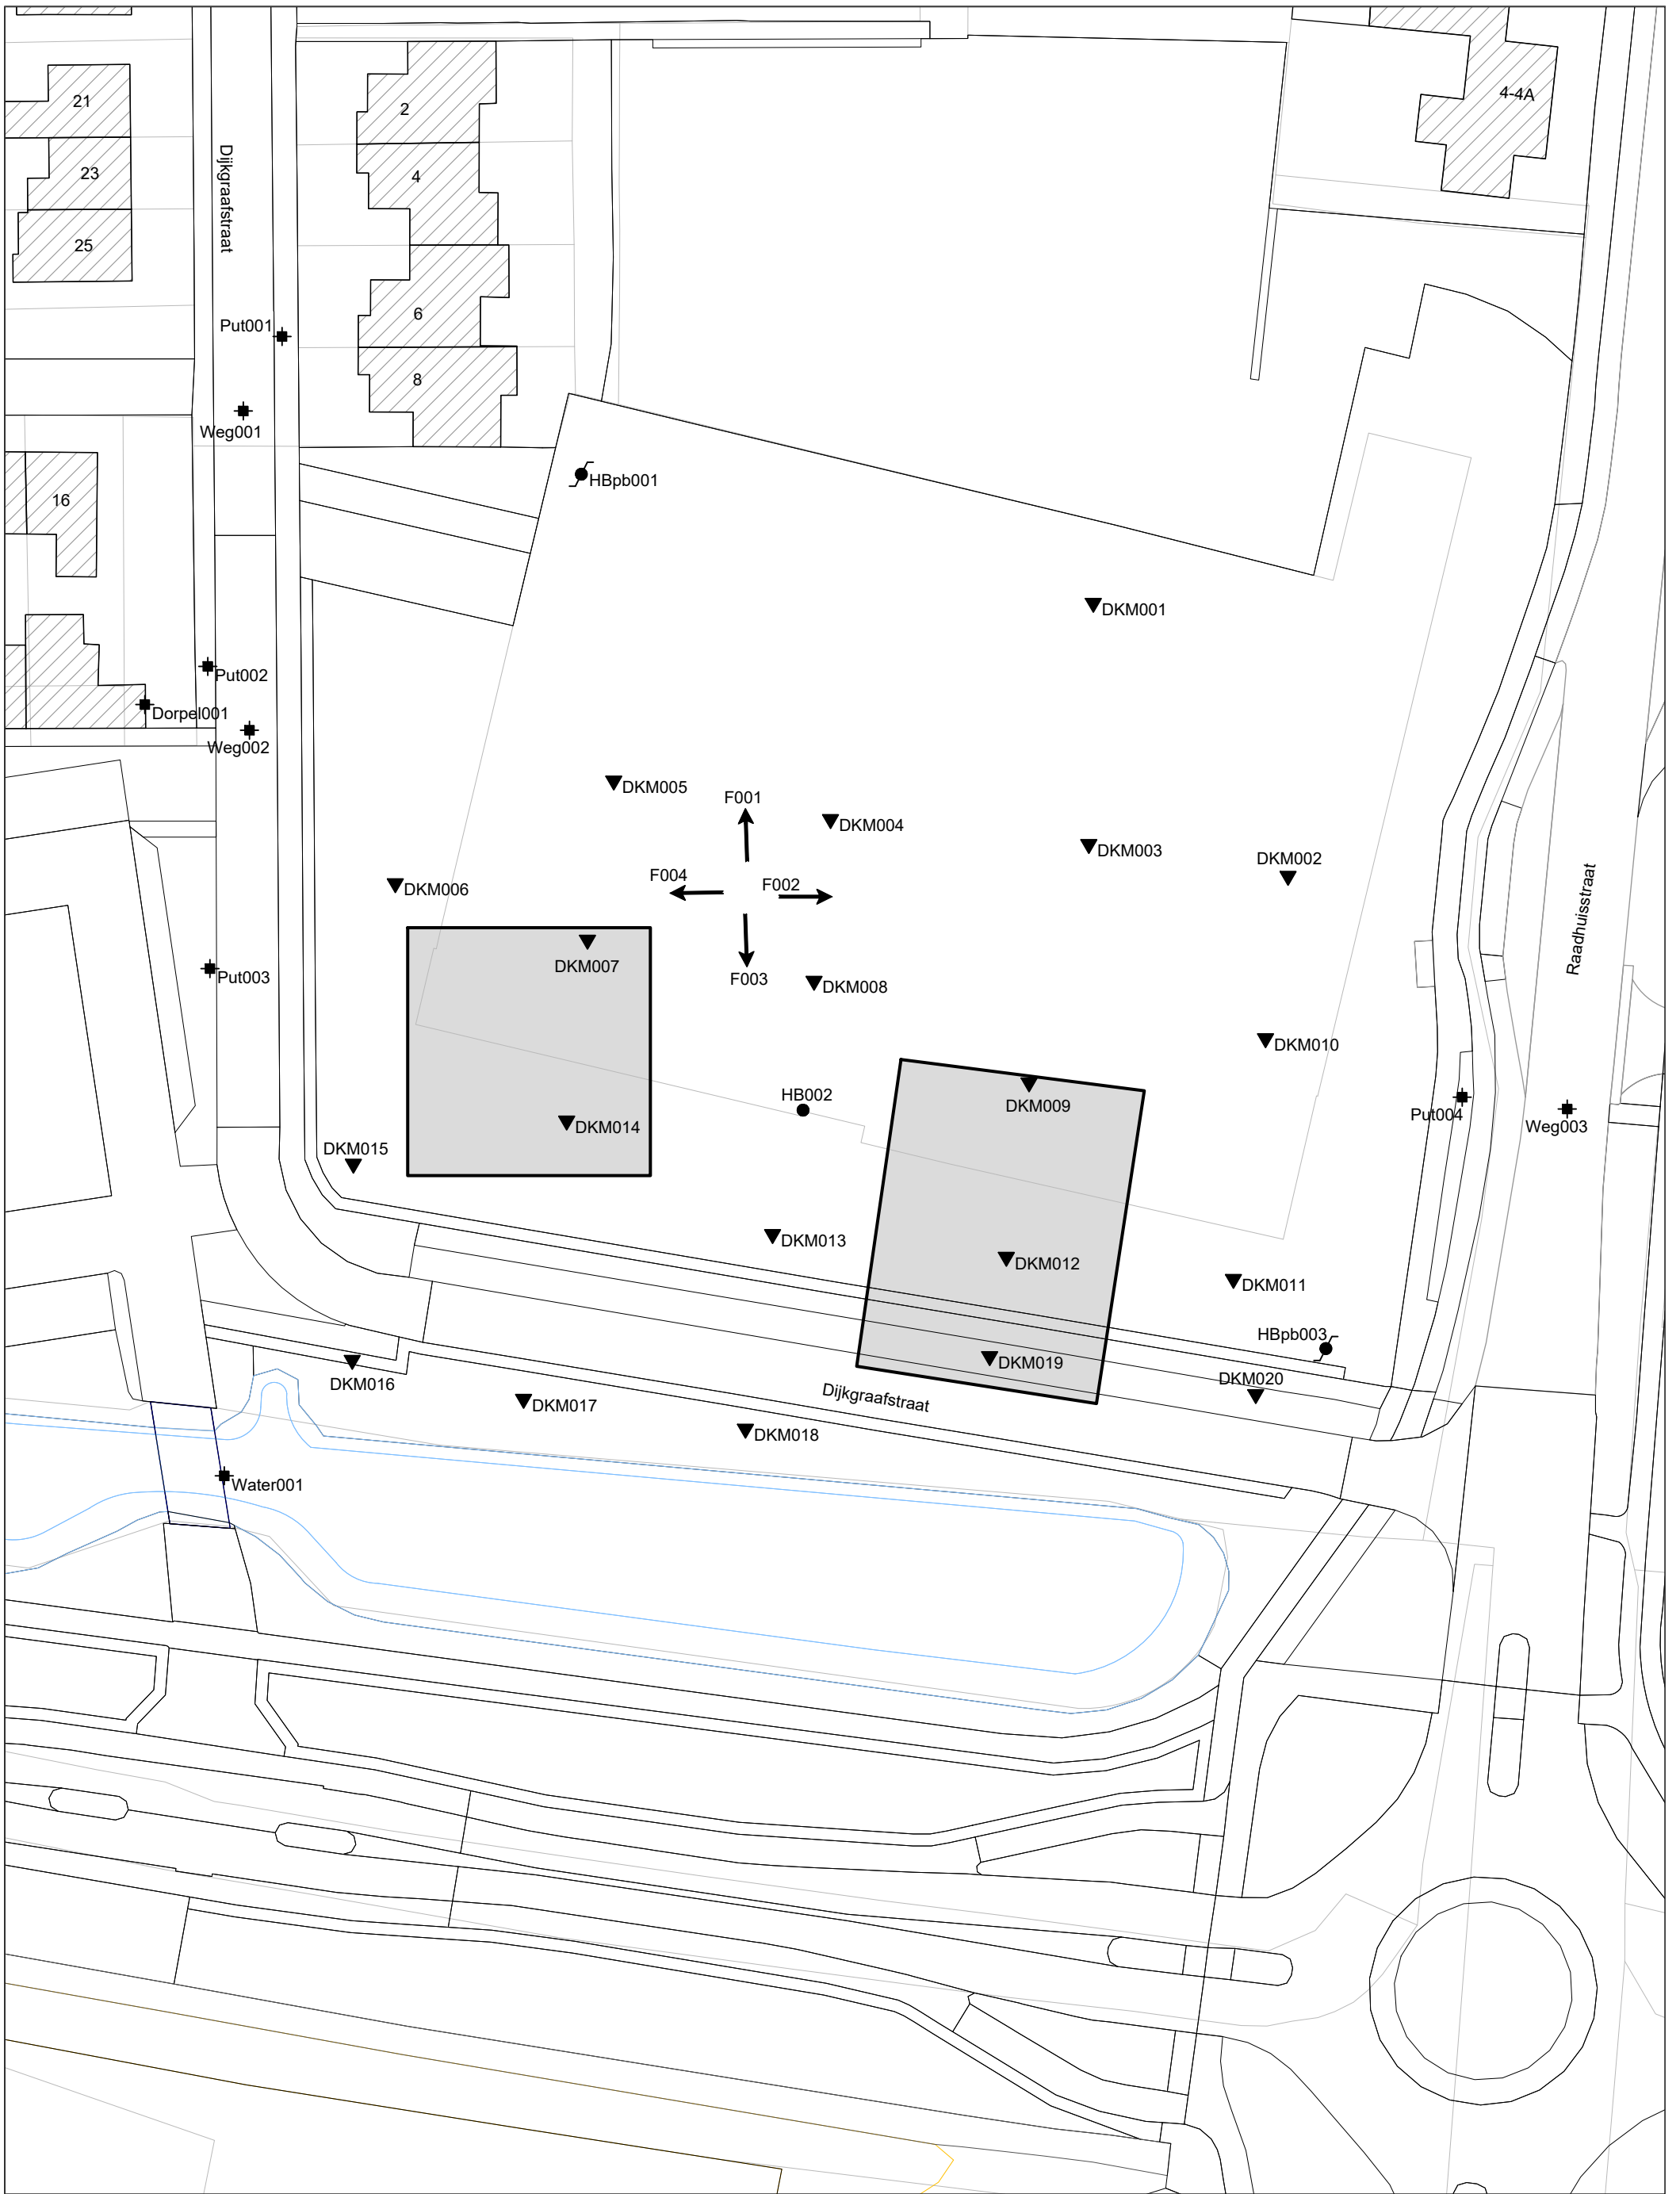 21
2
4-4A
23
4
Dijkgraafstraat
25
6
Put001
8
Weg001
HBpb001
16
DKM001
Put002
Dorpel001
Weg002
DKM005
F001
DKM004
DKM003
DKM002
F004
F002
DKM006
Raadhuisstraat
DKM007
Put003
F003
DKM008
DKM010
HB002
DKM009
Put004
Weg003
DKM014
DKM015
DKM013
DKM012
DKM011
HBpb003
DKM019
DKM016
DKM020
Dijkgraafstraat
DKM017
DKM018
Water001